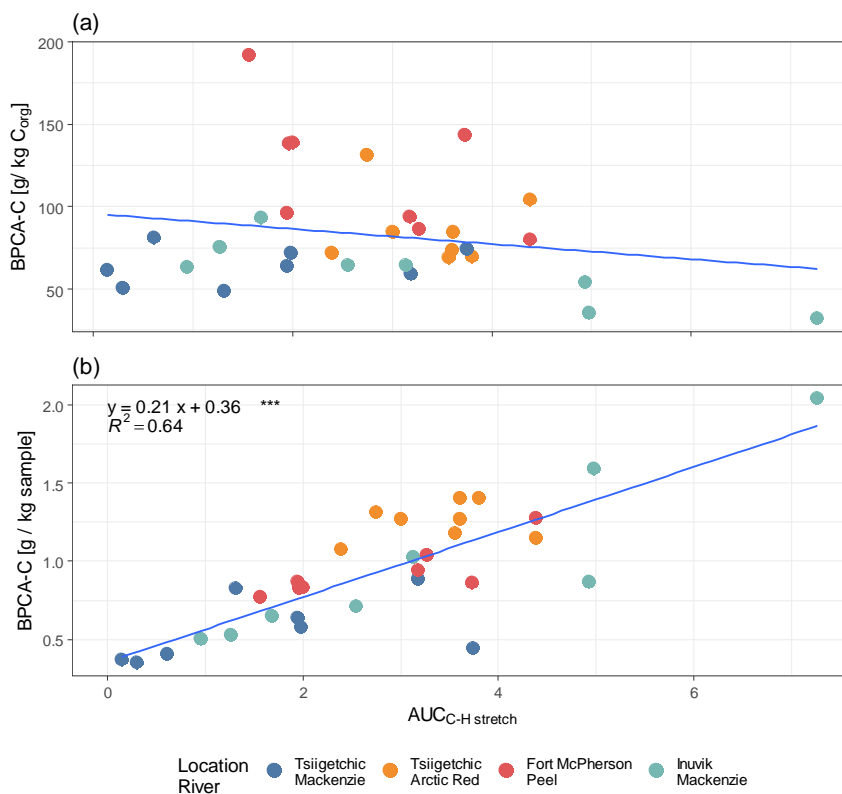 (a)
200
150
100
50
BPCA-C [g/ kg C_org]
(b)
y = 0.21 x + 0.36 ***
R² = 0.64
2.0
1.5
1.0
0.5
BPCA-C [g / kg sample]
0 2 4 6
AUC_C-H stretch
Location
River
Tsiigetchic
Mackenzie
Tsiigetchic
Arctic Red
Fort McPherson
Peel
Inuvik
Mackenzie